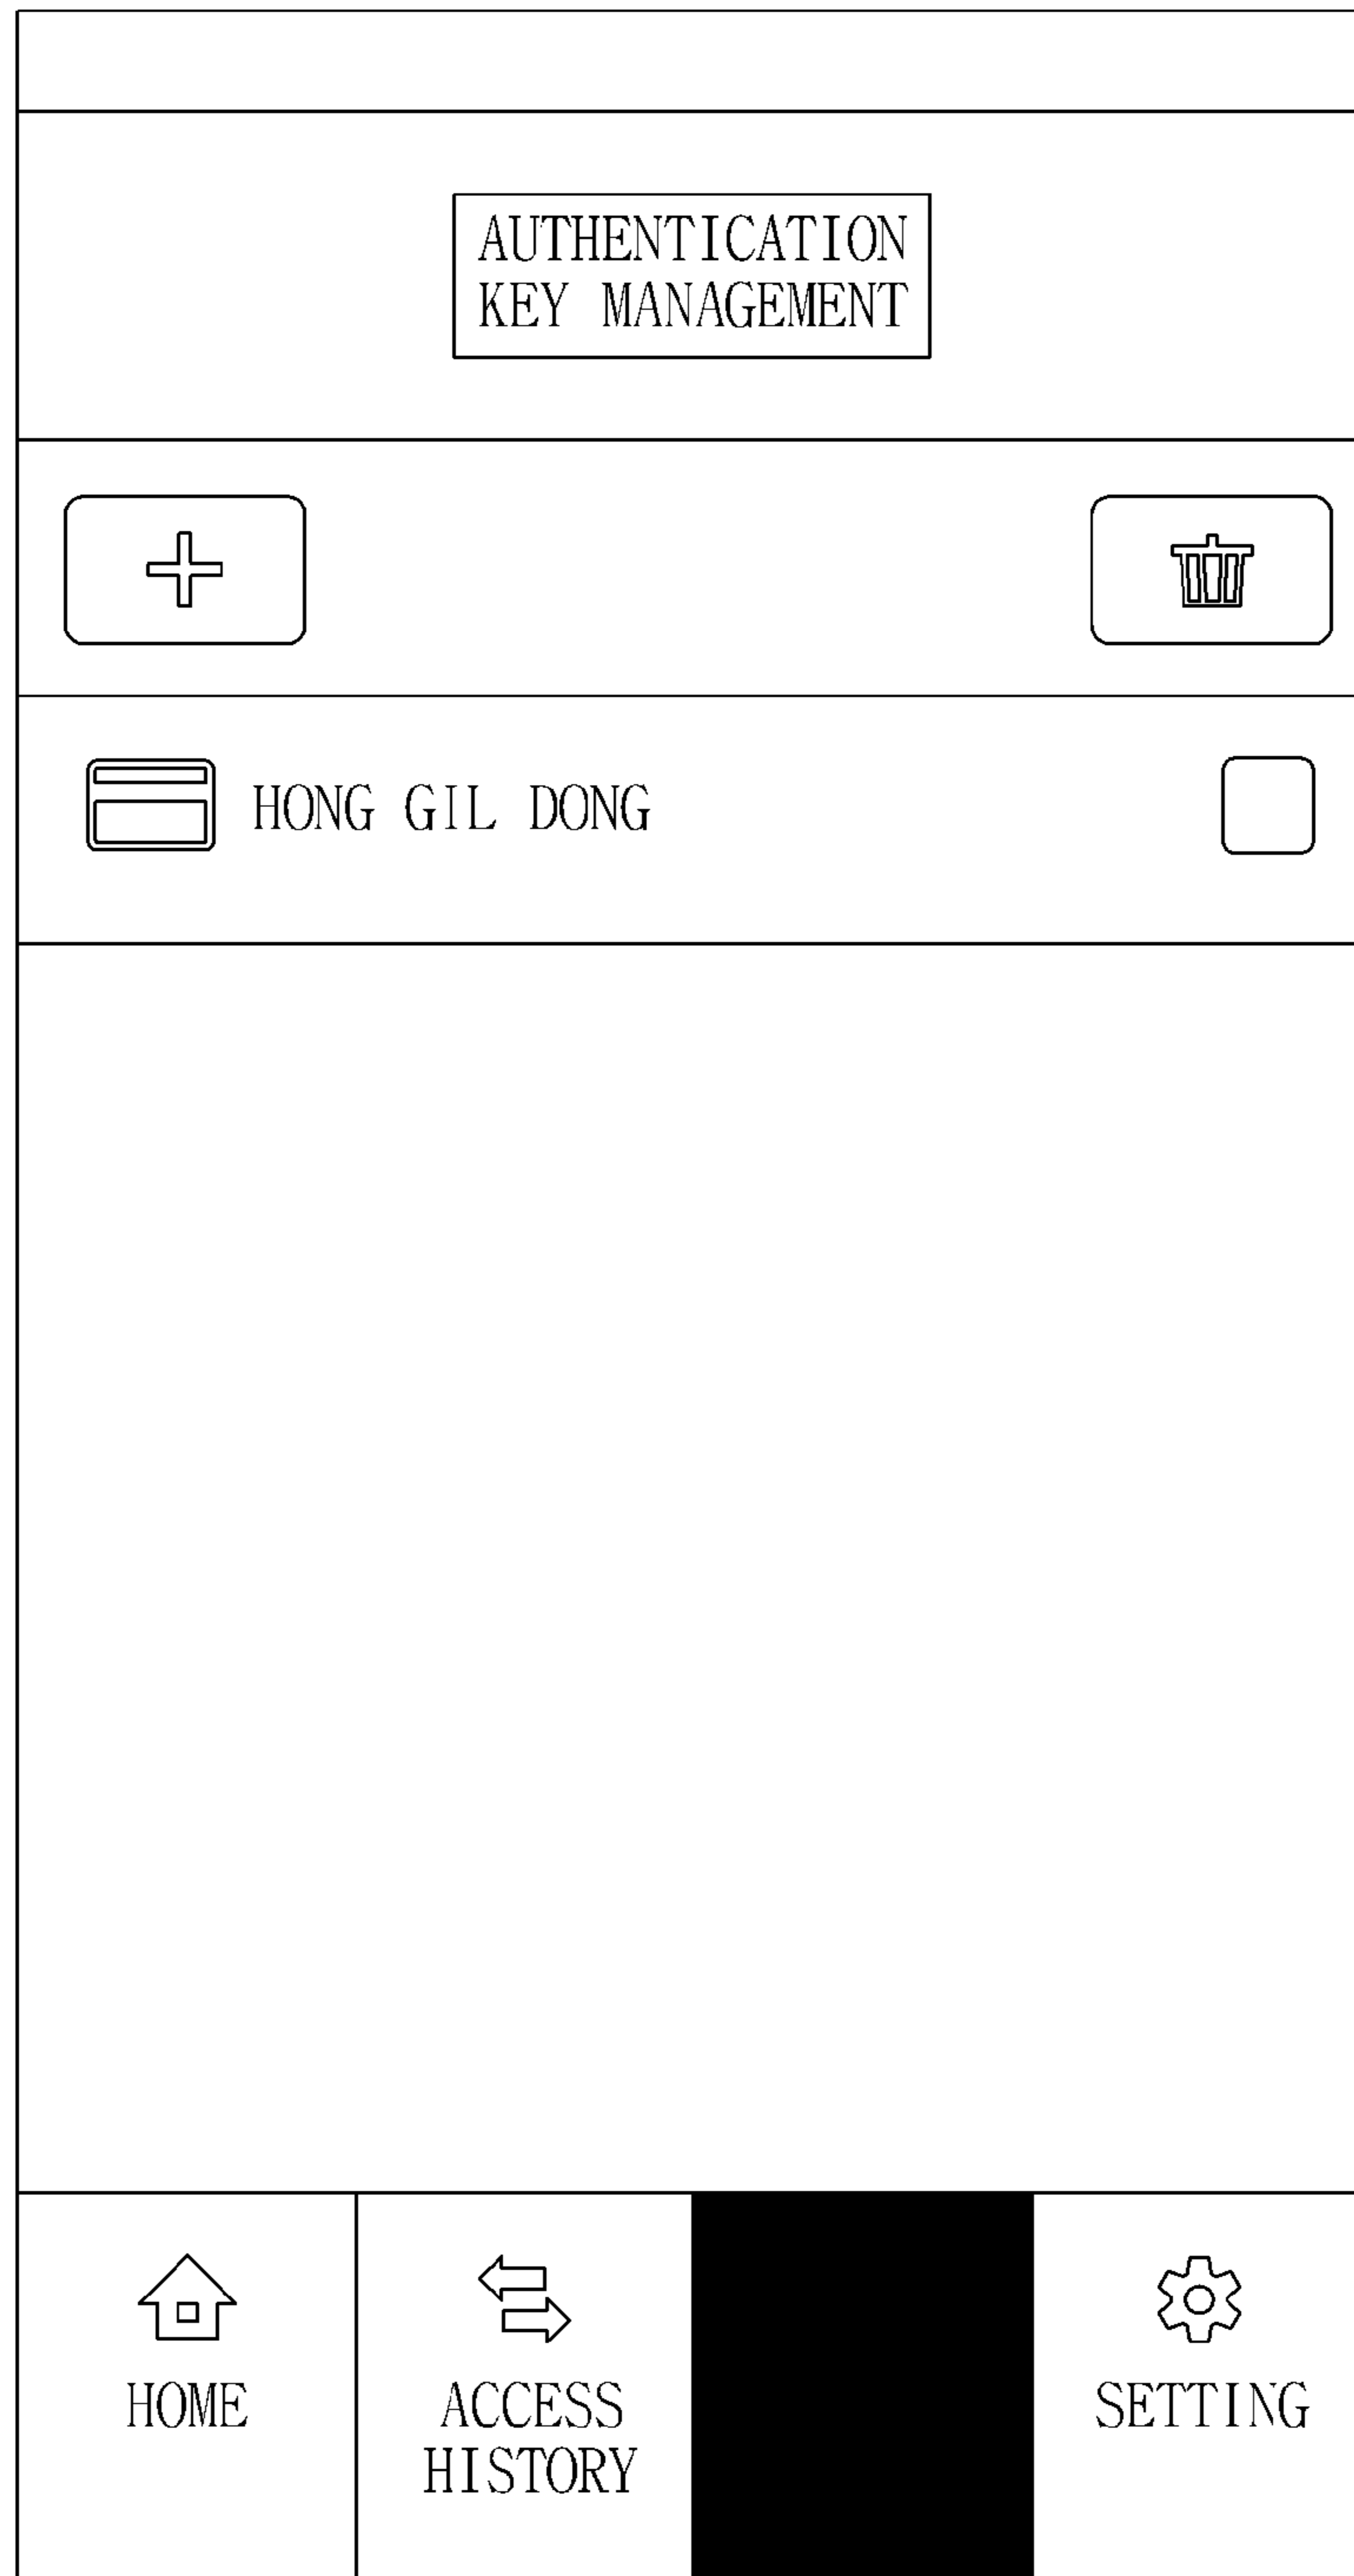 AUTHENTICATION
KEY MANAGEMENT
HONG GIL DONG
HOME
ACCESS
HISTORY
SETTING